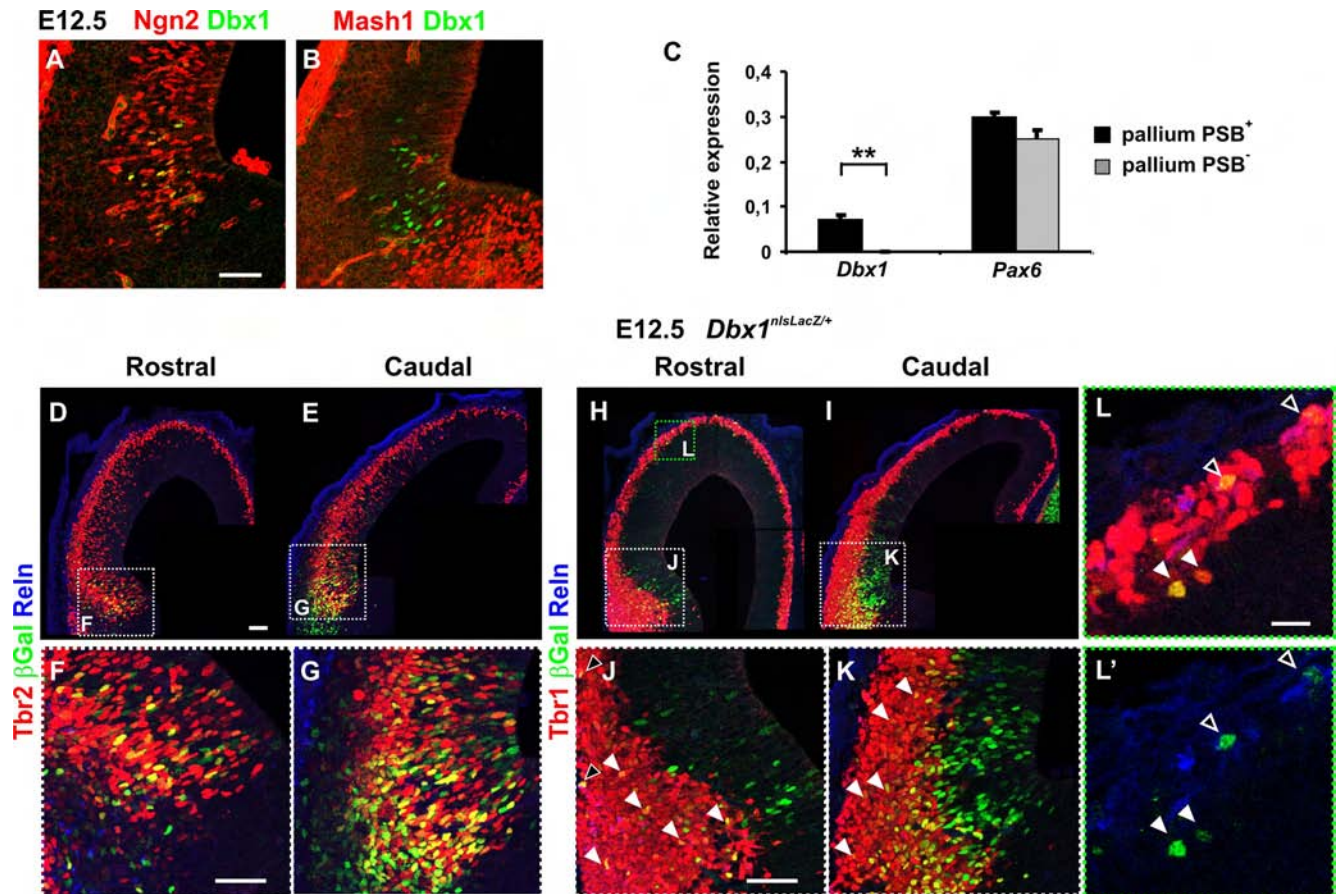 E12.5 Ngn2 Dbx1 Mash1 Dbx1
A
B
C
Relative expression
0,4
0,3
0,2
0,1
0
**
Dbx1
Pax6
pallium PSB+
pallium PSB-
E12.5 Dbx1nlsLacZ/+
Rostral Caudal Rostral Caudal
Tbr2 βGal Reln
D
F
E
G
F
G
Tbr1 βGal Reln
H
L
J
I
K
L
J
K
L'